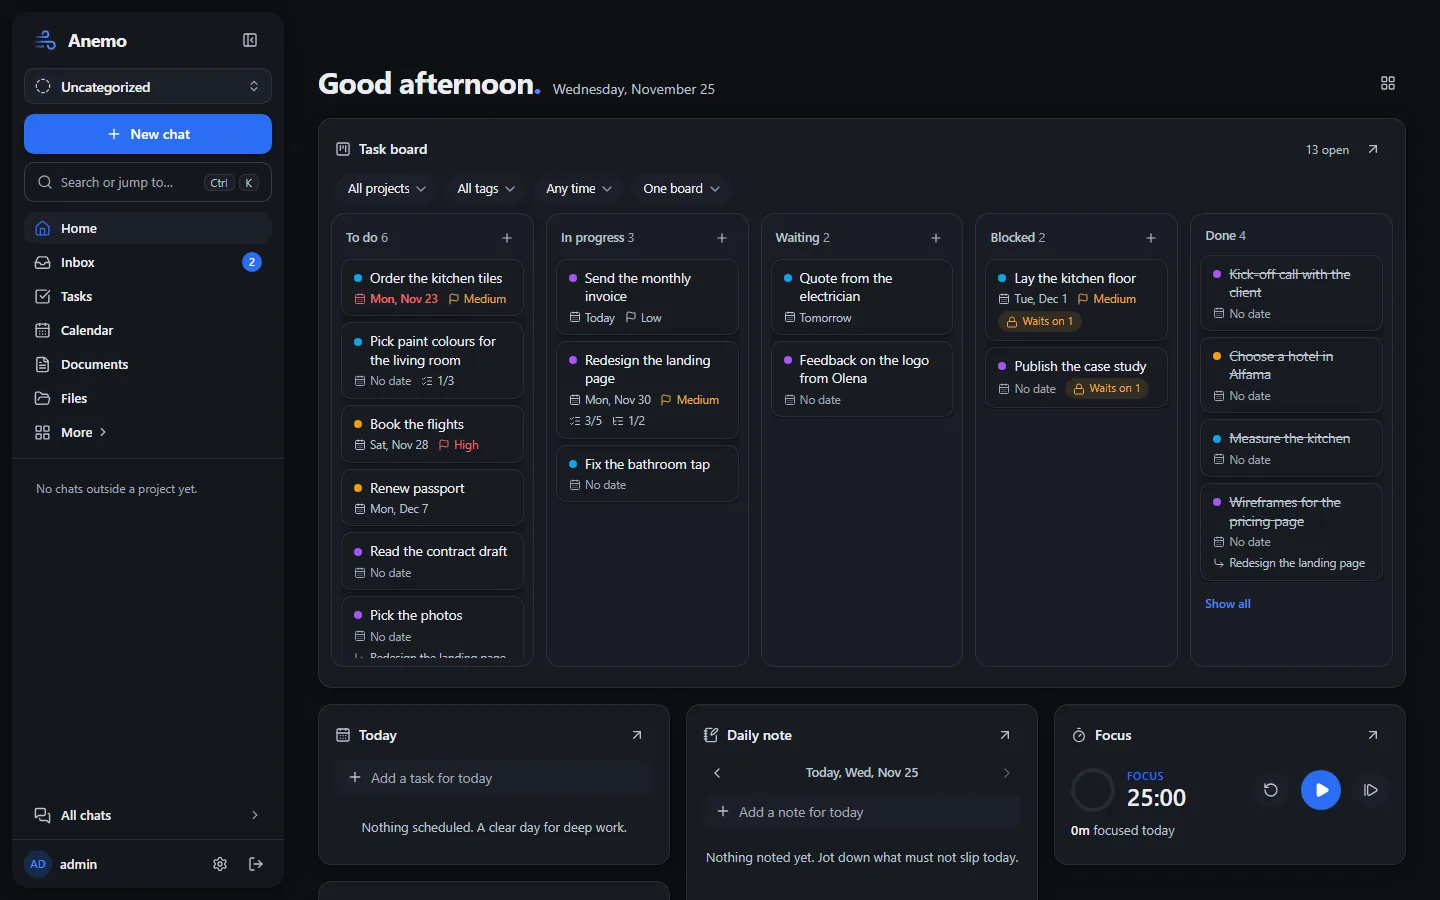 Anemo
Uncategorized
New chat
Search or jump to... Ctrl K
Home
Inbox 2
Tasks
Calendar
Documents
Files
More
No chats outside a project yet.
All chats
AD admin
Good afternoon. Wednesday, November 25
Task board
13 open
All projects All tags Any time One board
To do 6
Order the kitchen tiles
Mon, Nov 23 Medium
Pick paint colours for
the living room
No date 1/3
Book the flights
Sat, Nov 28 High
Renew passport
Mon, Dec 7
Read the contract draft
No date
Pick the photos
No date
Redesign the landing page
In progress 3
Send the monthly
invoice
Today Low
Redesign the landing
page
Mon, Nov 30 Medium
3/5 1/2
Fix the bathroom tap
No date
Waiting 2
Quote from the
electrician
Tomorrow
Feedback on the logo
from Olena
No date
Blocked 2
Lay the kitchen floor
Tue, Dec 1 Medium
Waits on 1
Publish the case study
No date Waits on 1
Done 4
Kick-off call with the
client
No date
Choose a hotel in
Alfama
No date
Measure the kitchen
No date
Wireframes for the
pricing page
No date
Redesign the landing page
Show all
Today
Add a task for today
Nothing scheduled. A clear day for deep work.
Daily note
Today, Wed, Nov 25
Add a note for today
Nothing noted yet. Jot down what must not slip today.
Focus
FOCUS
25:00
0m focused today